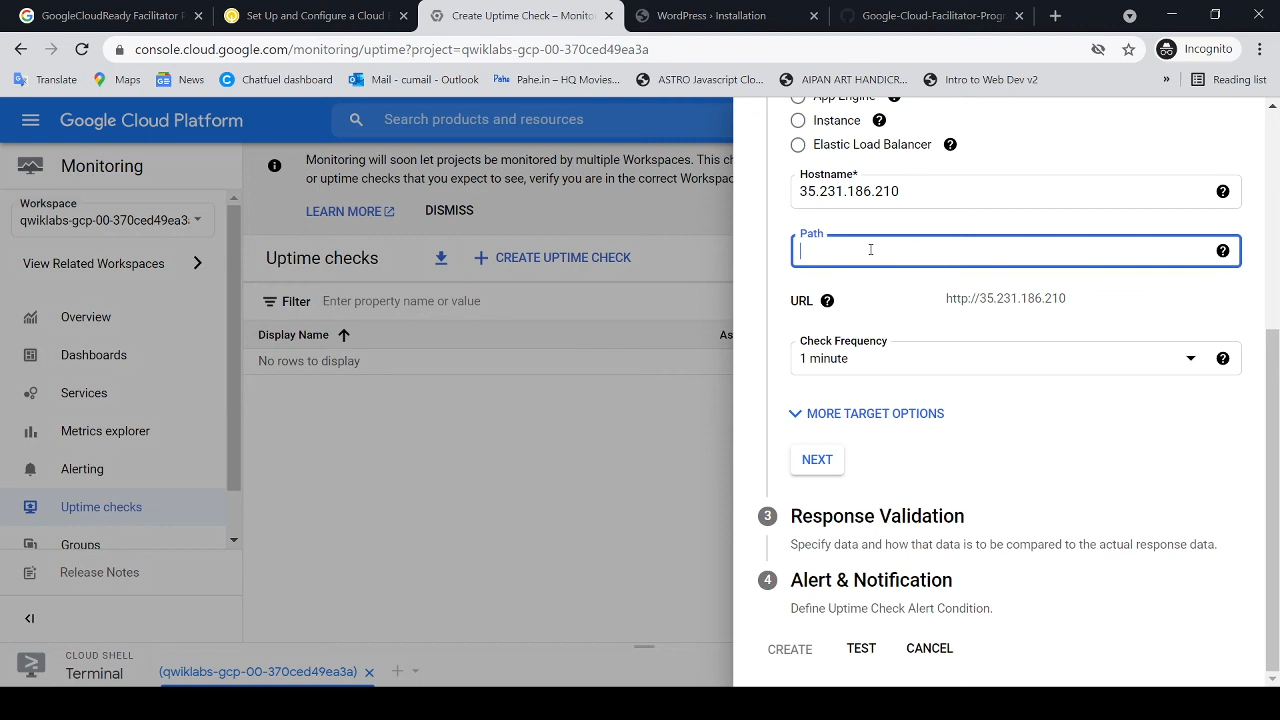 GoogleCloudReady Facilitator P
Set Up and Configure a Cloud E
Create Uptime Check – Monito
WordPress › Installation
Google-Cloud-Facilitator-Prog
console.cloud.google.com/monitoring/uptime?project=qwiklabs-gcp-00-370ced49ea3a
Incognito
Translate
Maps
News
Chatfuel dashboard
Mail - cumail - Outlook
Pahe.in – HQ Movies...
ASTRO Javascript Clo...
AIPAN ART HANDICR...
Intro to Web Dev v2
»
Reading list
Google Cloud Platform
Search products and resources
Monitoring
Workspace
qwiklabs-gcp-00-370ced49ea3
View Related Workspaces
Overview
Dashboards
Services
Metrics explorer
Alerting
Uptime checks
Groups
Release Notes
Monitoring will soon let projects be monitored by multiple Workspaces. This ch
or uptime checks that you expect to see, verify you are in the correct Workspac
LEARN MORE
DISMISS
Uptime checks
CREATE UPTIME CHECK
Filter
Enter property name or value
Display Name
As
No rows to display
App Engine
Instance
Elastic Load Balancer
Hostname*
35.231.186.210
Path
URL
http://35.231.186.210
Check Frequency
1 minute
MORE TARGET OPTIONS
NEXT
3 Response Validation
Specify data and how that data is to be compared to the actual response data.
4 Alert & Notification
Define Uptime Check Alert Condition.
CREATE
TEST
CANCEL
CLOUD SHELL
Terminal
(qwiklabs-gcp-00-370ced49ea3a)